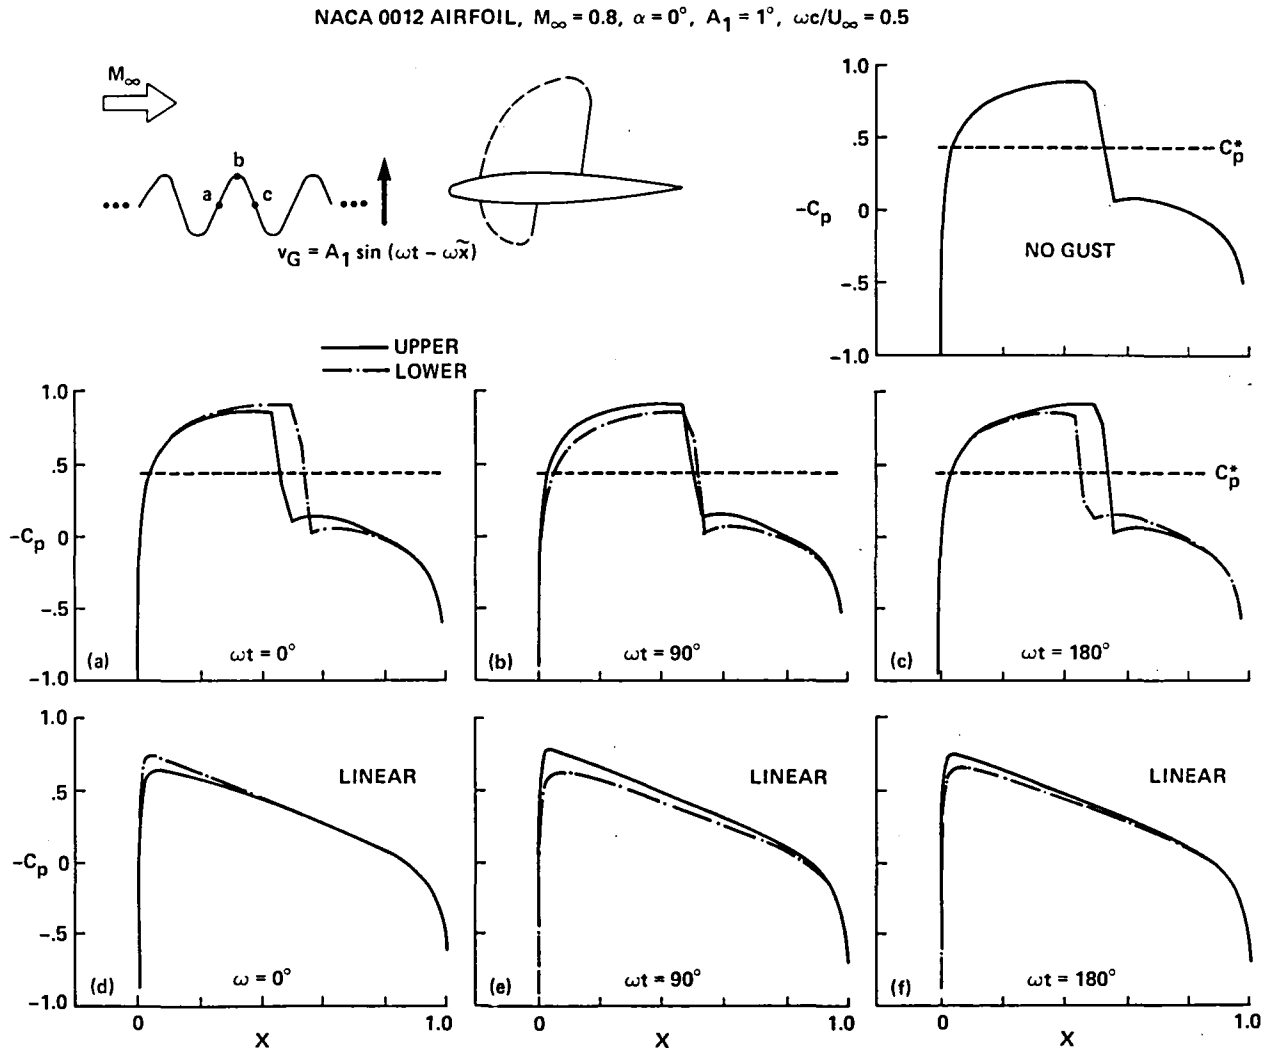 NACA 0012 AIRFOIL, M∞ = 0.8, α = 0°, A1 = 1°, ωc/U∞ = 0.5
M∞
a
b
c
vG = A1 sin (ωt – ωx̃)
1.0
.5
-Cp 0
-.5
-1.0
Cp*
NO GUST
UPPER
LOWER
1.0
.5
-Cp 0
-.5
-1.0
(a)
ωt = 0°
(b)
ωt = 90°
(c)
ωt = 180°
Cp*
1.0
.5
-Cp 0
-.5
-1.0
LINEAR
(d)
ω = 0°
LINEAR
(e)
ωt = 90°
LINEAR
(f)
ωt = 180°
0 X 1.0
0 X 1.0
0 X 1.0